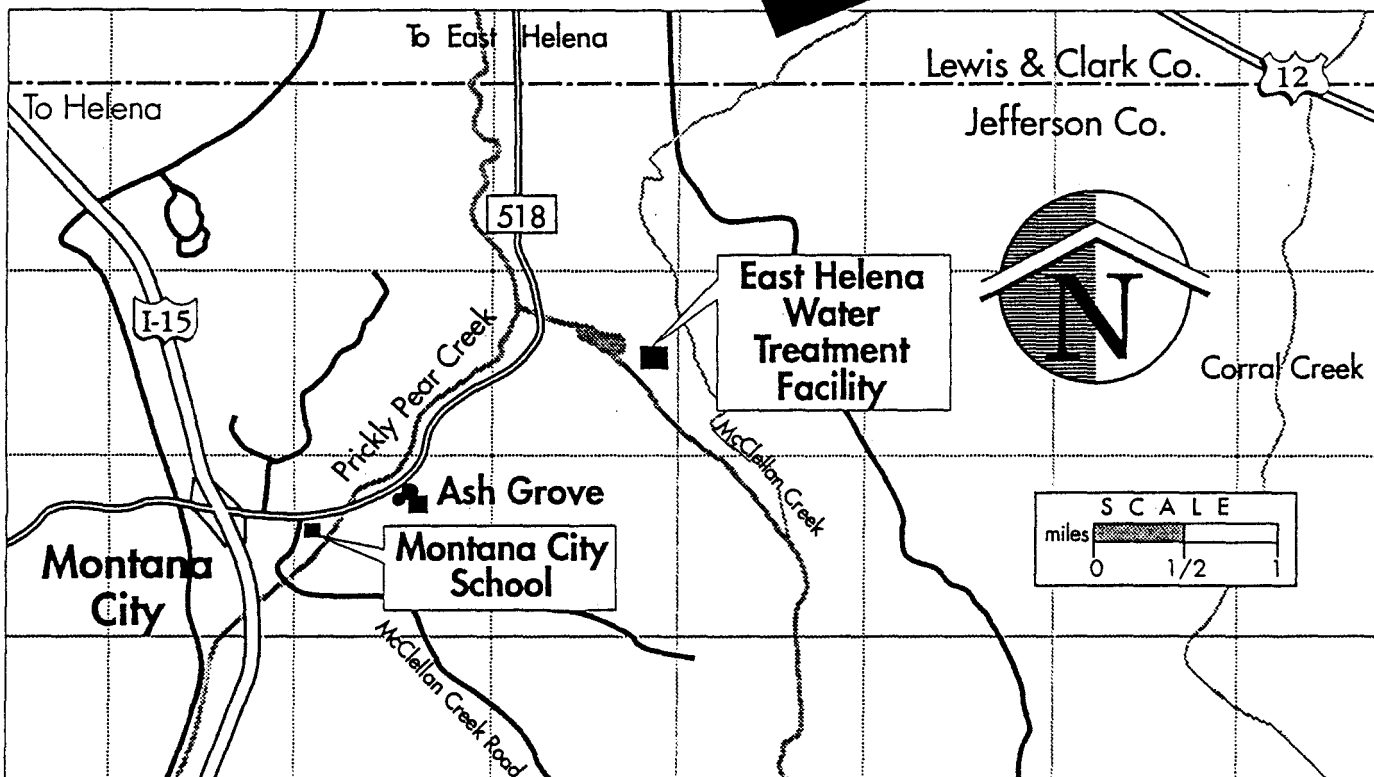 To East Helena
Lewis & Clark Co.
12
To Helena
Jefferson Co.
518
East Helena
Water
Treatment
Facility
N
I-15
Prickly Pear Creek
Corral Creek
McClellan Creek
Ash Grove
SCALE
miles
0 1/2 1
Montana City
School
Montana
City
McClellan Creek Road